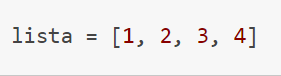 lista = [1, 2, 3, 4]